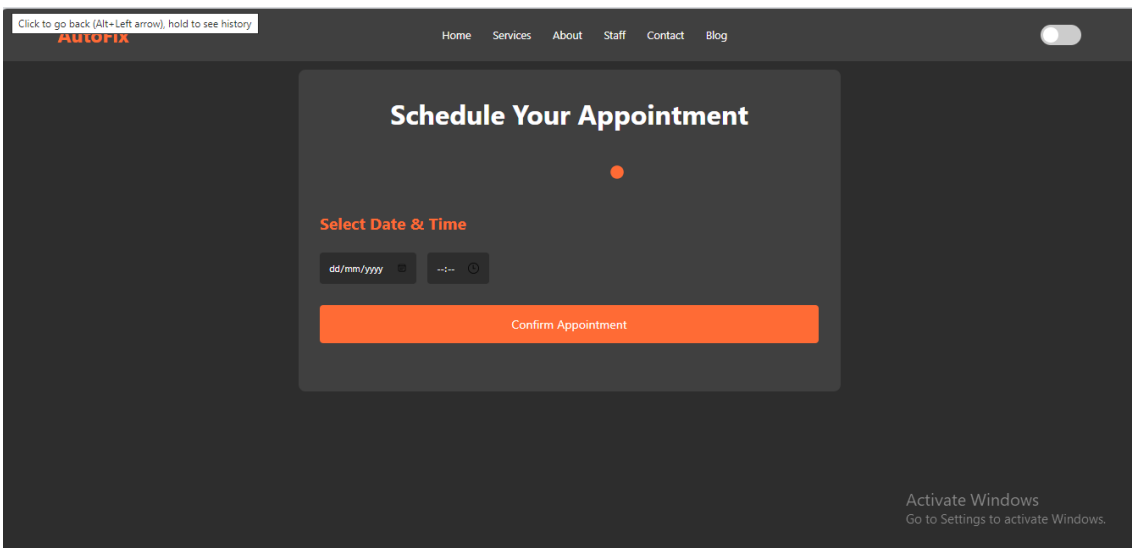 Click to go back (Alt+Left arrow), hold to see history
AutoFix
Home Services About Staff Contact Blog
Schedule Your Appointment
Select Date & Time
dd/mm/yyyy --:--
Confirm Appointment
Activate Windows
Go to Settings to activate Windows.